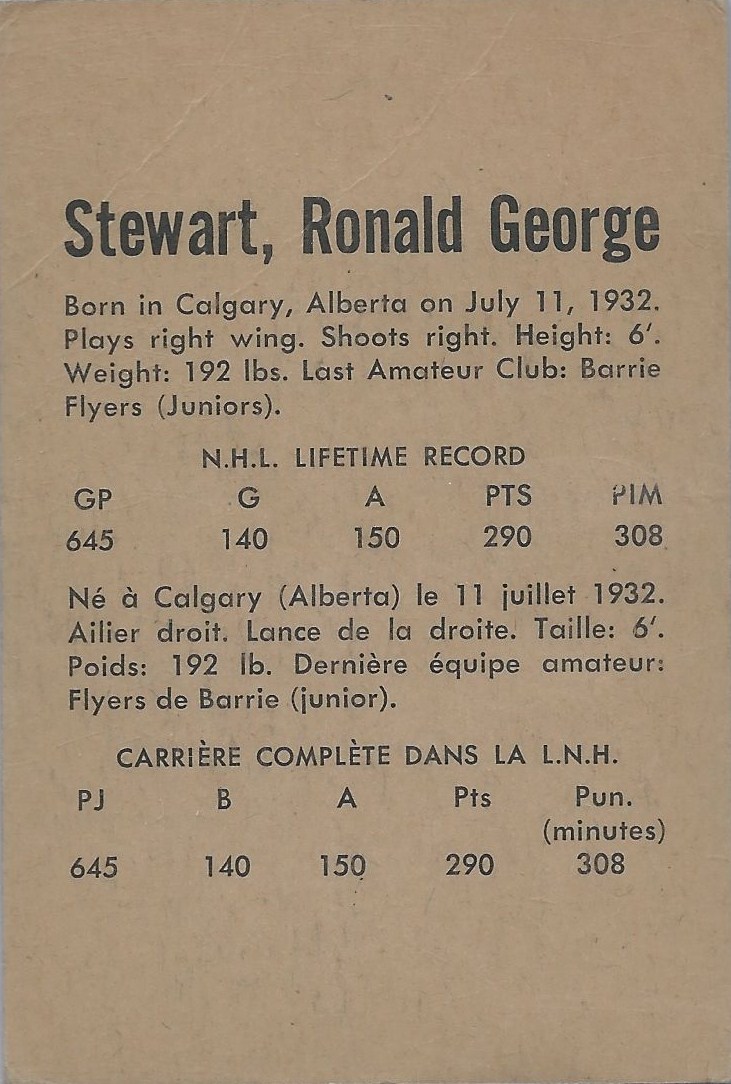 Stewart, Ronald George
Born in Calgary, Alberta on July 11, 1932.
Plays right wing. Shoots right. Height: 6′.
Weight: 192 lbs. Last Amateur Club: Barrie
Flyers (Juniors).
N.H.L. LIFETIME RECORD
GP G A PTS PIM
645 140 150 290 308
Né à Calgary (Alberta) le 11 juillet 1932.
Ailier droit. Lance de la droite. Taille: 6′.
Poids: 192 lb. Dernière équipe amateur:
Flyers de Barrie (junior).
CARRIÈRE COMPLÈTE DANS LA L.N.H.
PJ B A Pts Pun.
(minutes)
645 140 150 290 308